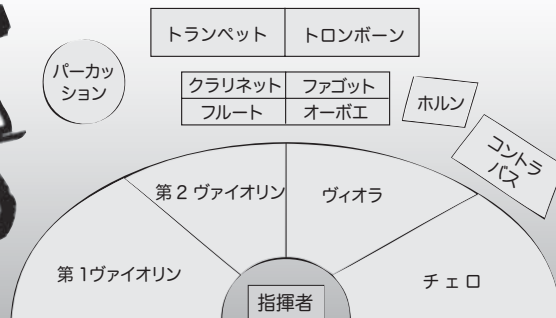 トランペット
トロンボーン
パーカッ
ション
クラリネット
ファゴット
フルート
オーボエ
ホルン
コントラ
バス
第2ヴァイオリン
ヴィオラ
第1ヴァイオリン
チェロ
指揮者